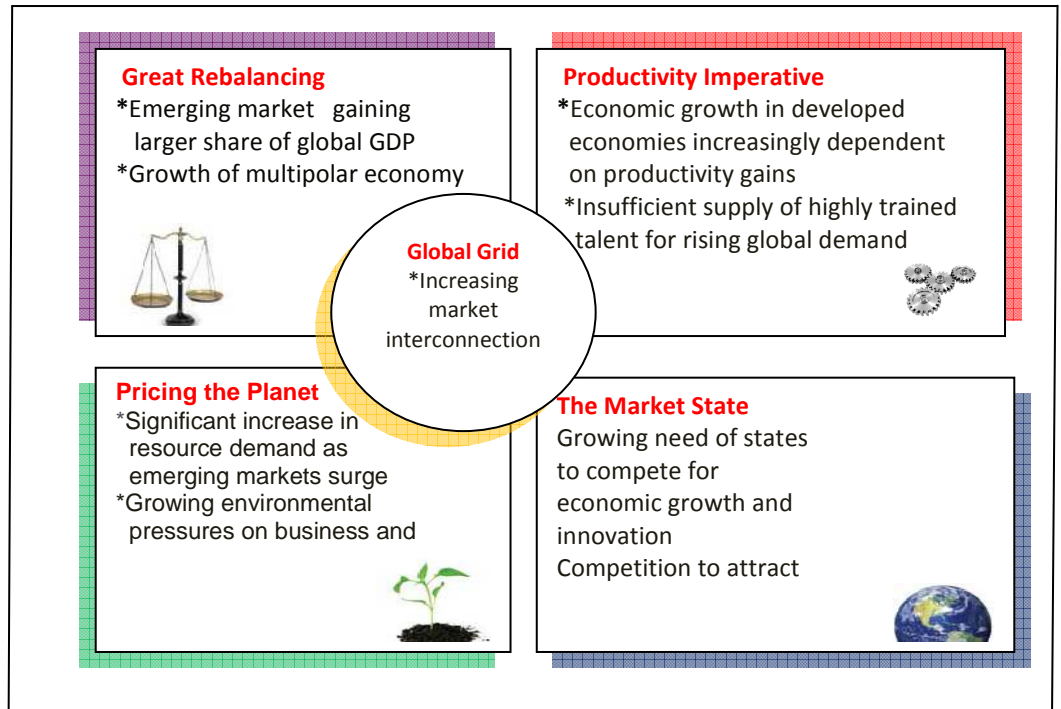 Great Rebalancing
*Emerging market gaining
larger share of global GDP
*Growth of multipolar economy
Productivity Imperative
*Economic growth in developed
economies increasingly dependent
on productivity gains
*Insufficient supply of highly trained
talent for rising global demand
Global Grid
*Increasing
market
interconnection
Pricing the Planet
*Significant increase in
resource demand as
emerging markets surge
*Growing environmental
pressures on business and
The Market State
Growing need of states
to compete for
economic growth and
innovation
Competition to attract